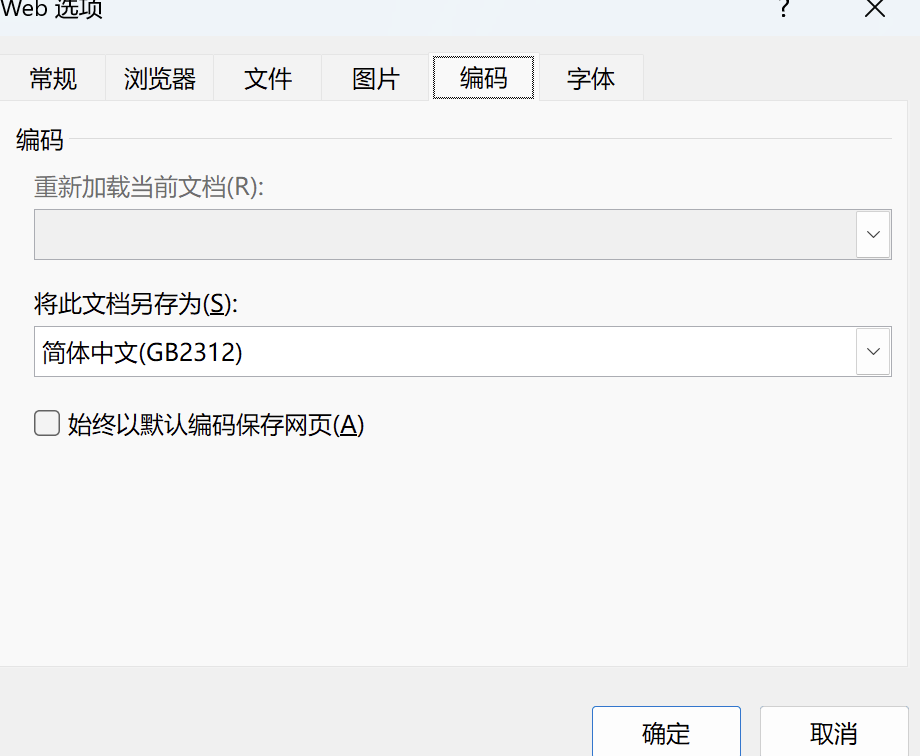 Web 选项
常规 浏览器 文件 图片 编码 字体
编码
重新加载当前文档(R):
将此文档另存为(S):
简体中文(GB2312)
始终以默认编码保存网页(A)
确定 取消